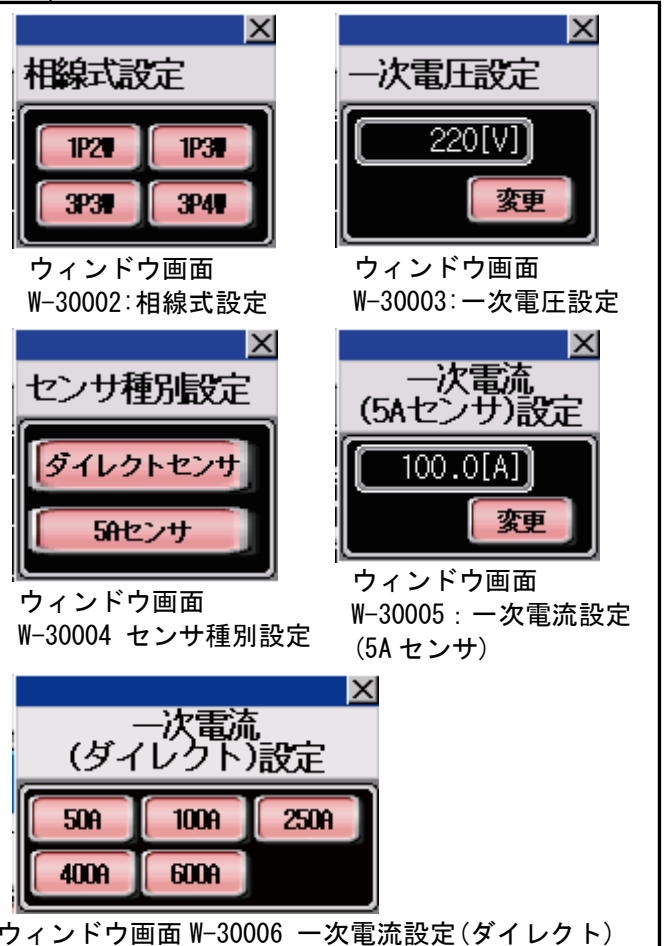 相線式設定
1P2W 1P3W
3P3W 3P4W
ウィンドウ画面
W-30002:相線式設定
一次電圧設定
220[V]
変更
ウィンドウ画面
W-30003:一次電圧設定
センサ種別設定
ダイレクトセンサ
5Aセンサ
ウィンドウ画面
W-30004 センサ種別設定
一次電流
(5Aセンサ)設定
100.0[A]
変更
ウィンドウ画面
W-30005：一次電流設定
(5A センサ)
一次電流
(ダイレクト)設定
50A 100A 250A
400A 600A
ウィンドウ画面 W-30006 一次電流設定(ダイレクト)